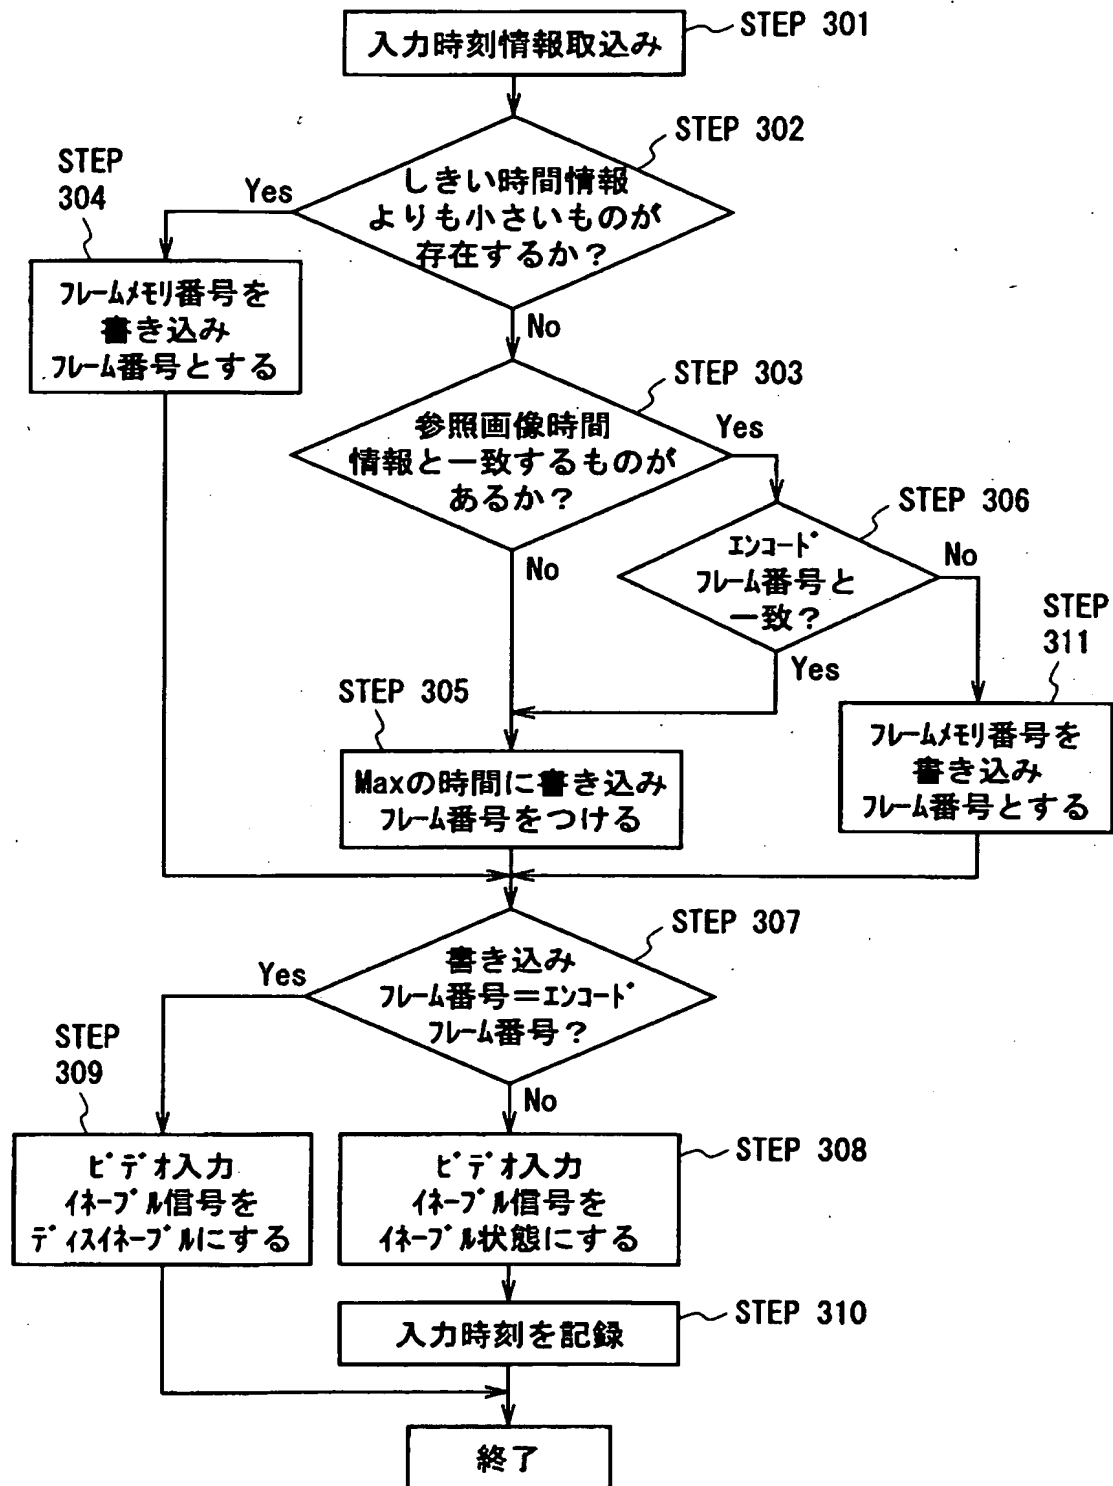 入力時刻情報取込み
STEP 301
STEP 302
しきい時間情報
よりも小さいものが
存在するか？
Yes
No
STEP
304
フレームメモリ番号を
書き込み
フレーム番号とする
STEP 303
参照画像時間
情報と一致するものが
あるか？
Yes
No
STEP 306
エンコード
フレーム番号と
一致？
No
Yes
STEP
311
フレームメモリ番号を
書き込み
フレーム番号とする
STEP 305
Maxの時間に書き込み
フレーム番号をつける
STEP 307
書き込み
フレーム番号＝エンコード
フレーム番号？
Yes
No
STEP
309
ビデオ入力
イネーブル信号を
ディスイネーブルにする
STEP 308
ビデオ入力
イネーブル信号を
イネーブル状態にする
STEP 310
入力時刻を記録
終了